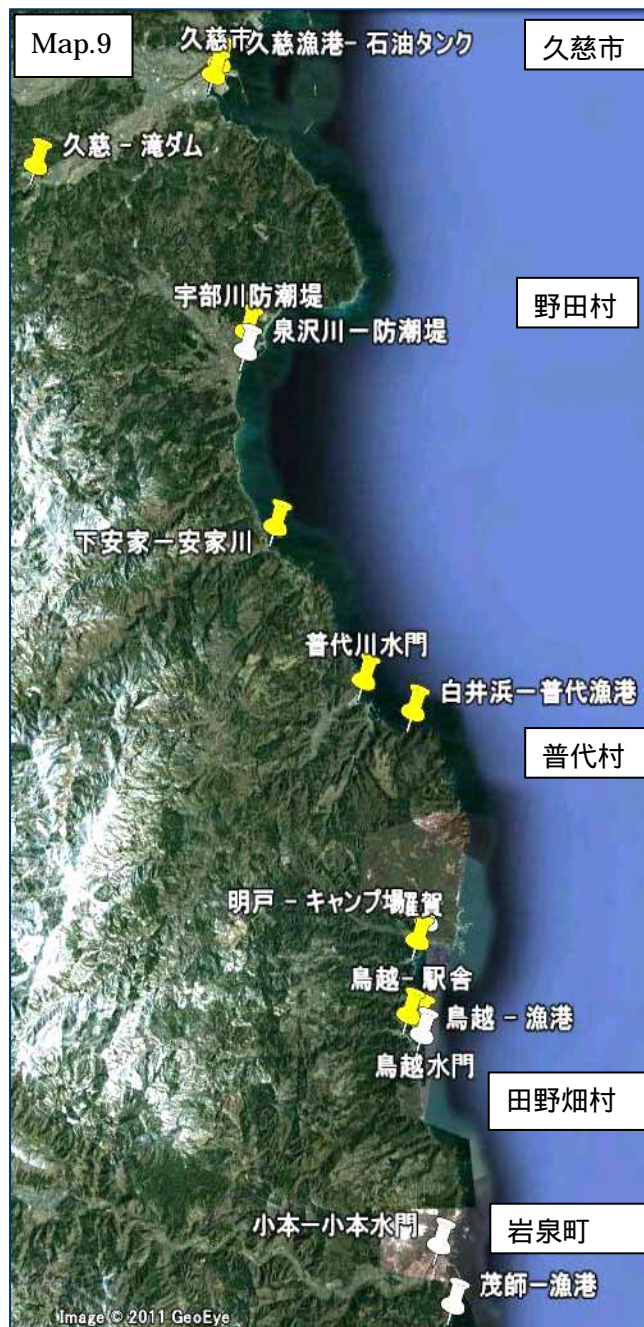 Map.9
久慈市
久慈市
久慈漁港-石油タンク
久慈 - 滝ダム
宇部川防潮堤
野田村
泉沢川ー防潮堤
下安家ー安家川
普代川水門
白井浜ー普代漁港
普代村
明戸 - キャンプ場
羅賀
鳥越-駅舎
鳥越 - 漁港
鳥越水門
田野畑村
小本ー小本水門
岩泉町
茂師ー漁港
Image © 2011 GeoEye